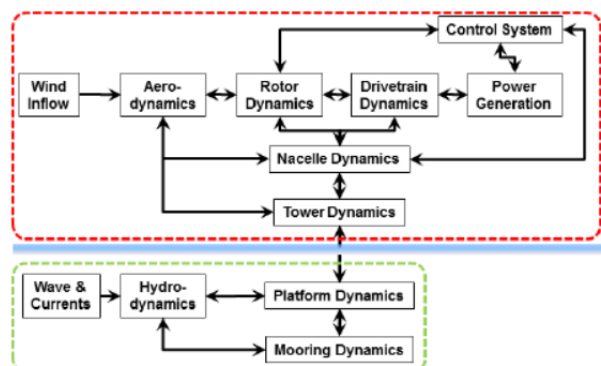 Control System
Wind
Inflow
Aero-
dynamics
Rotor
Dynamics
Drivetrain
Dynamics
Power
Generation
Nacelle Dynamics
Tower Dynamics
Wave &
Currents
Hydro-
dynamics
Platform Dynamics
Mooring Dynamics